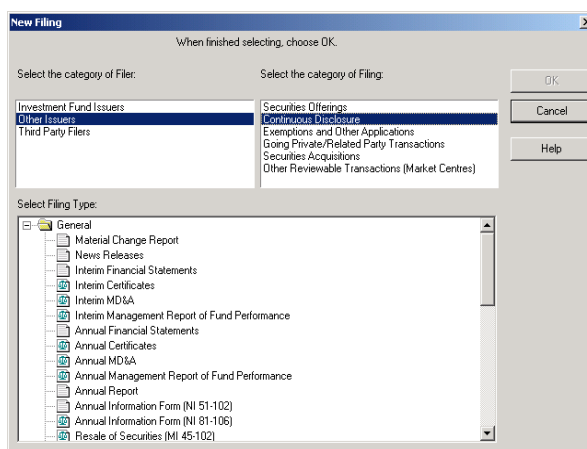 New Filing
When finished selecting, choose OK.
Select the category of Filer:
Select the category of Filing:
OK
Investment Fund Issuers
Other Issuers
Third Party Filers
Securities Offerings
Continuous Disclosure
Exemptions and Other Applications
Going Private/Related Party Transactions
Securities Acquisitions
Other Reviewable Transactions (Market Centres)
Cancel
Help
Select Filing Type:
General
Material Change Report
News Releases
Interim Financial Statements
Interim Certificates
Interim MD&A
Interim Management Report of Fund Performance
Annual Financial Statements
Annual Certificates
Annual MD&A
Annual Management Report of Fund Performance
Annual Report
Annual Information Form (NI 51-102)
Annual Information Form (NI 81-106)
Resale of Securities (MI 45-102)